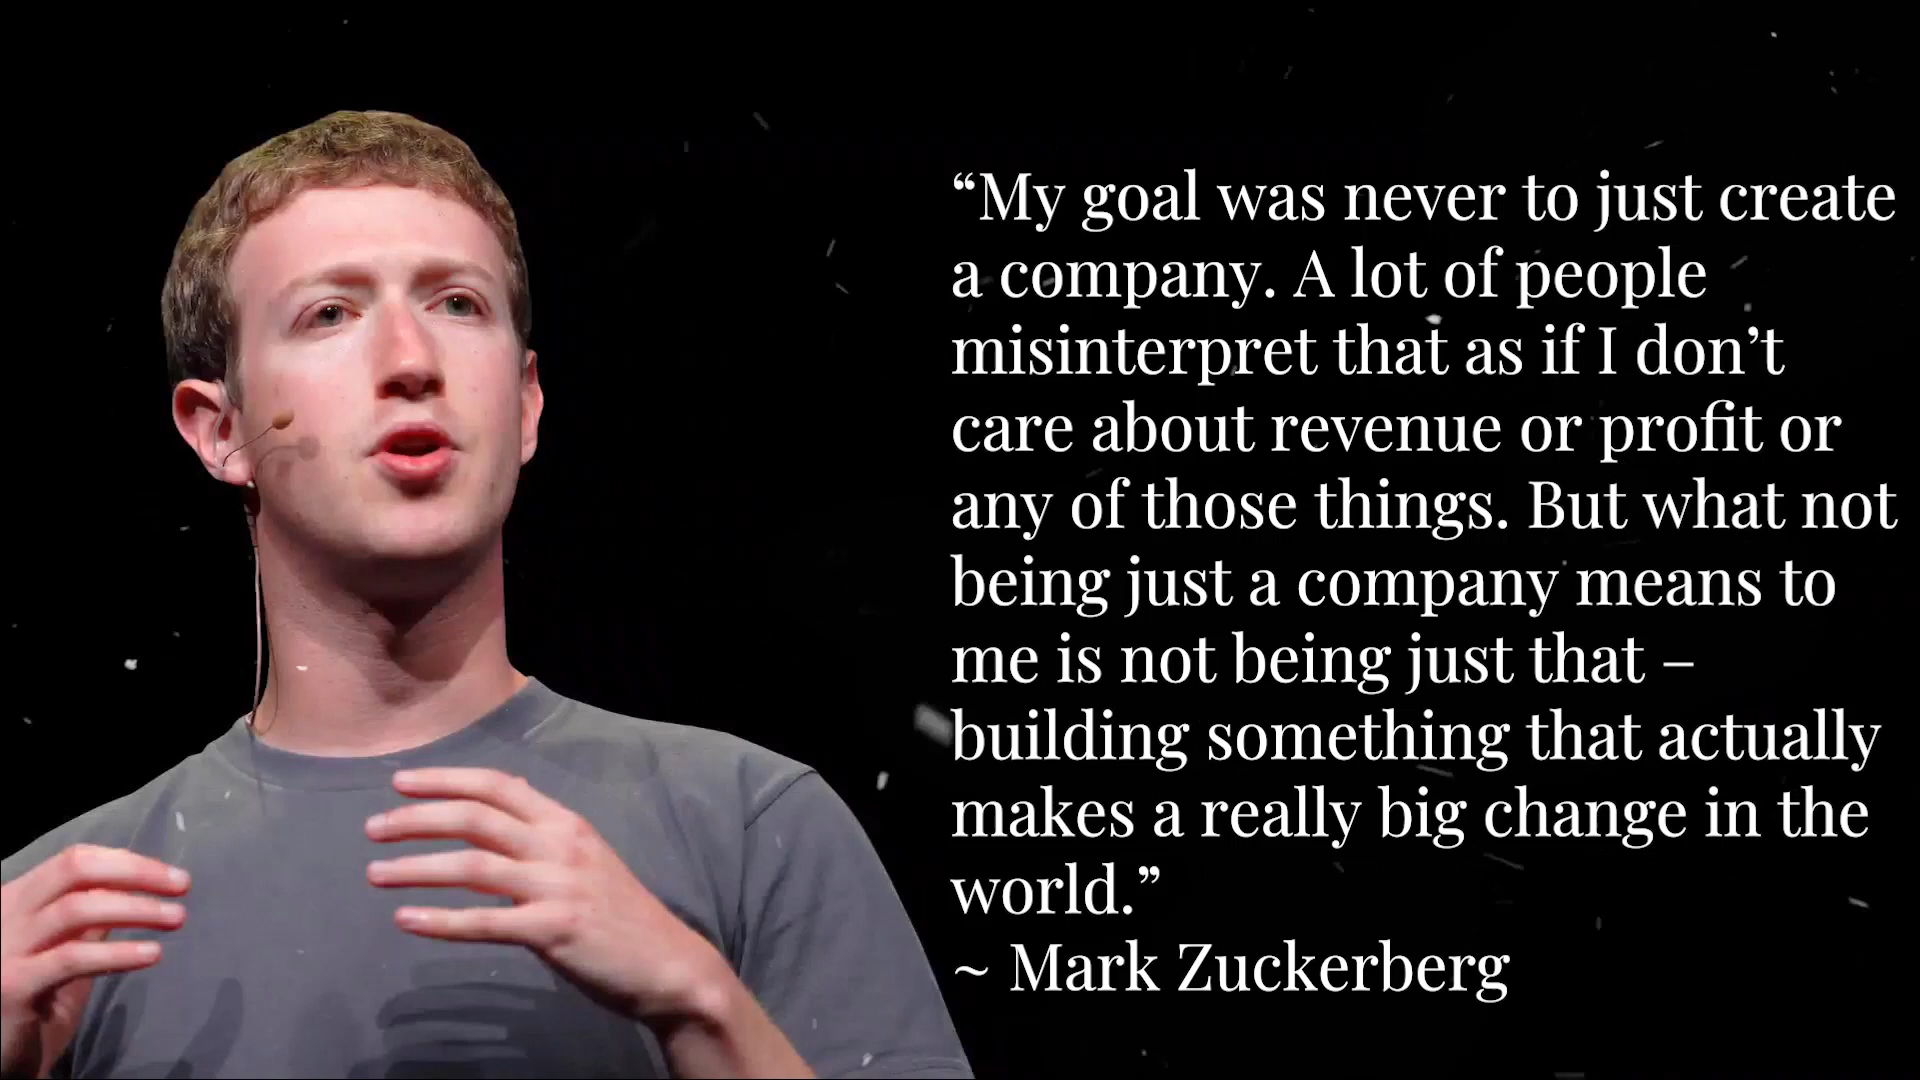 “My goal was never to just create
a company. A lot of people
misinterpret that as if I don’t
care about revenue or profit or
any of those things. But what not
being just a company means to
me is not being just that –
building something that actually
makes a really big change in the
world.”
~ Mark Zuckerberg